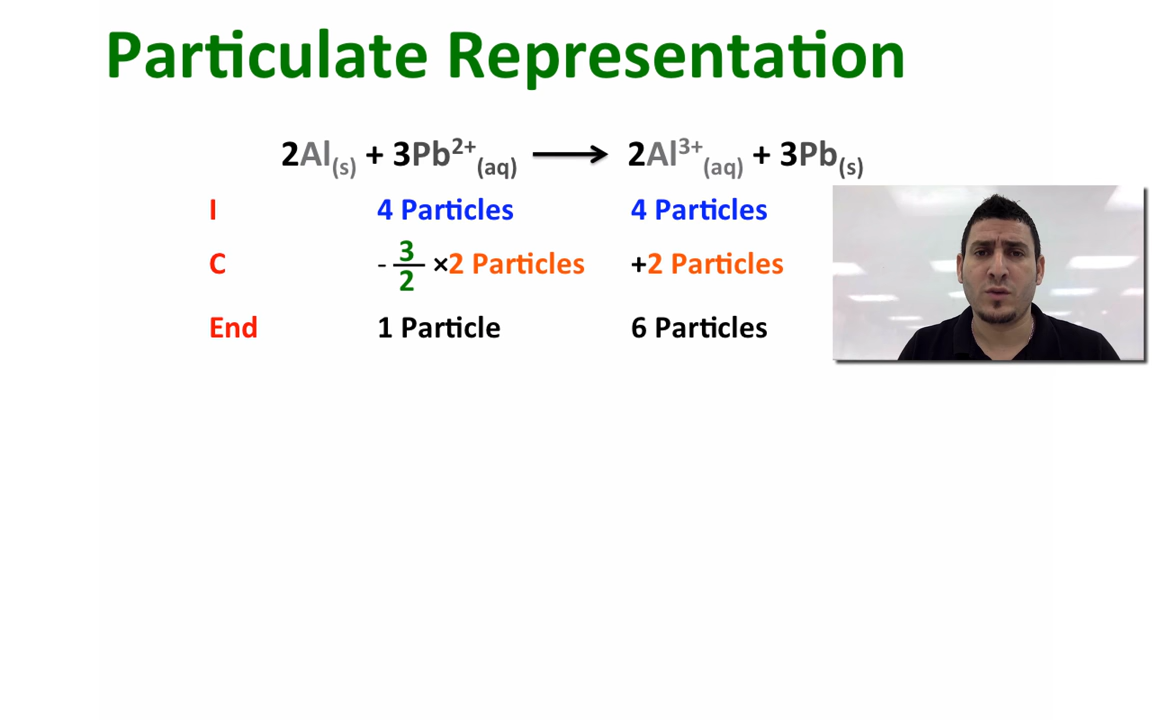 Particulate Representation
2Al(s) + 3Pb²⁺(aq) ⟶ 2Al³⁺(aq) + 3Pb(s)
I 4 Particles 4 Particles
C - 3/2 ×2 Particles +2 Particles
End 1 Particle 6 Particles